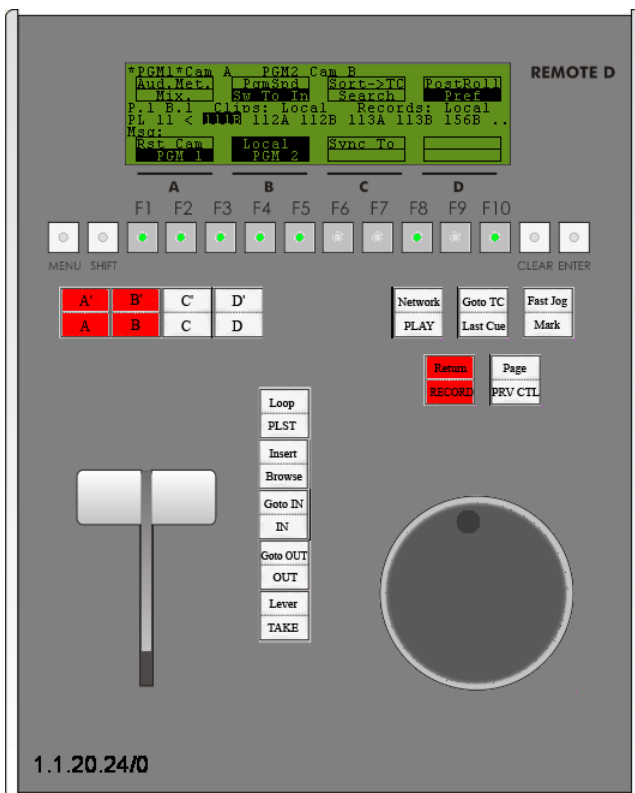 *PGM1*Cam A PGM2 Cam B
REMOTE D
Aud.Met. PgmSpd Sort->TC PostRoll
Mix. Sw To In Search Pref
P.1 B.1 Clips: Local Records: Local
PL 11 < 111B 112A 112B 113A 113B 156B ..
Msg:
Rst Cam Local Sync To
PGM 1 PGM 2
A B C D
F1 F2 F3 F4 F5 F6 F7 F8 F9 F10
MENU SHIFT CLEAR ENTER
A' B' C' D' Network Goto TC Fast Jog
A B C D PLAY Last Cue Mark
Return Page
RECORD PRV CTL
Loop
PLST
Insert
Browse
Goto IN
IN
Goto OUT
OUT
Lever
TAKE
1.1.20.24/0